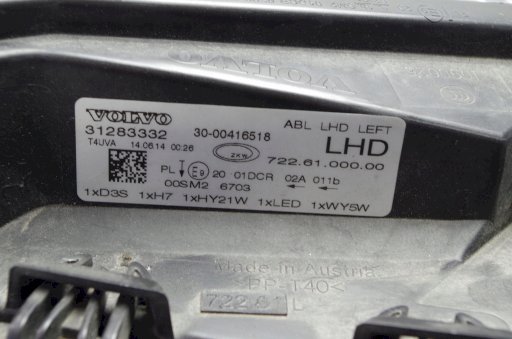 VOLVO
VOLVO
31283332 30-00416518 ABL LHD LEFT
T4UVA 14.06.14 00:26 ZKW LHD
722.61.000.00
PL E9 20 01DCR 02A 011b
00SM2 6703
1xD3S 1xH7 1xHY21W 1xLED 1xWY5W
Made in Austria
>PP-T40<
722.61 L